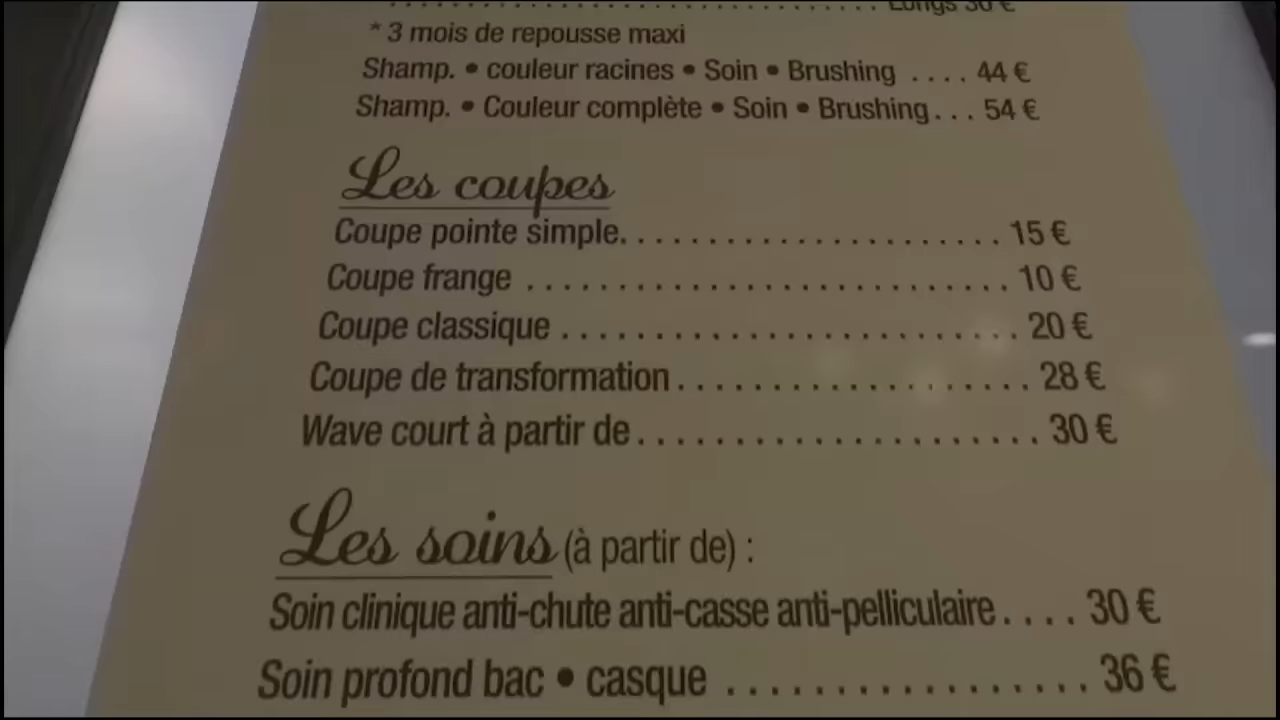 Longs 30 €
* 3 mois de repousse maxi
Shamp. • couleur racines • Soin • Brushing .... 44 €
Shamp. • Couleur complète • Soin • Brushing... 54 €
Les coupes
Coupe pointe simple..................... 15 €
Coupe frange ........................... 10 €
Coupe classique ......................... 20 €
Coupe de transformation................... 28 €
Wave court à partir de...................... 30 €
Les soins (à partir de) :
Soin clinique anti-chute anti-casse anti-pelliculaire.... 30 €
Soin profond bac • casque ................. 36 €